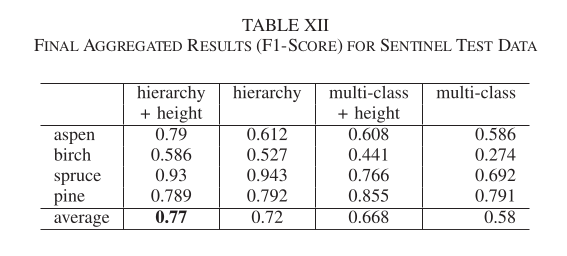 TABLE XII
FINAL AGGREGATED RESULTS (F1-SCORE) FOR SENTINEL TEST DATA
hierarchy + height hierarchy multi-class + height multi-class
aspen 0.79 0.612 0.608 0.586
birch 0.586 0.527 0.441 0.274
spruce 0.93 0.943 0.766 0.692
pine 0.789 0.792 0.855 0.791
average 0.77 0.72 0.668 0.58